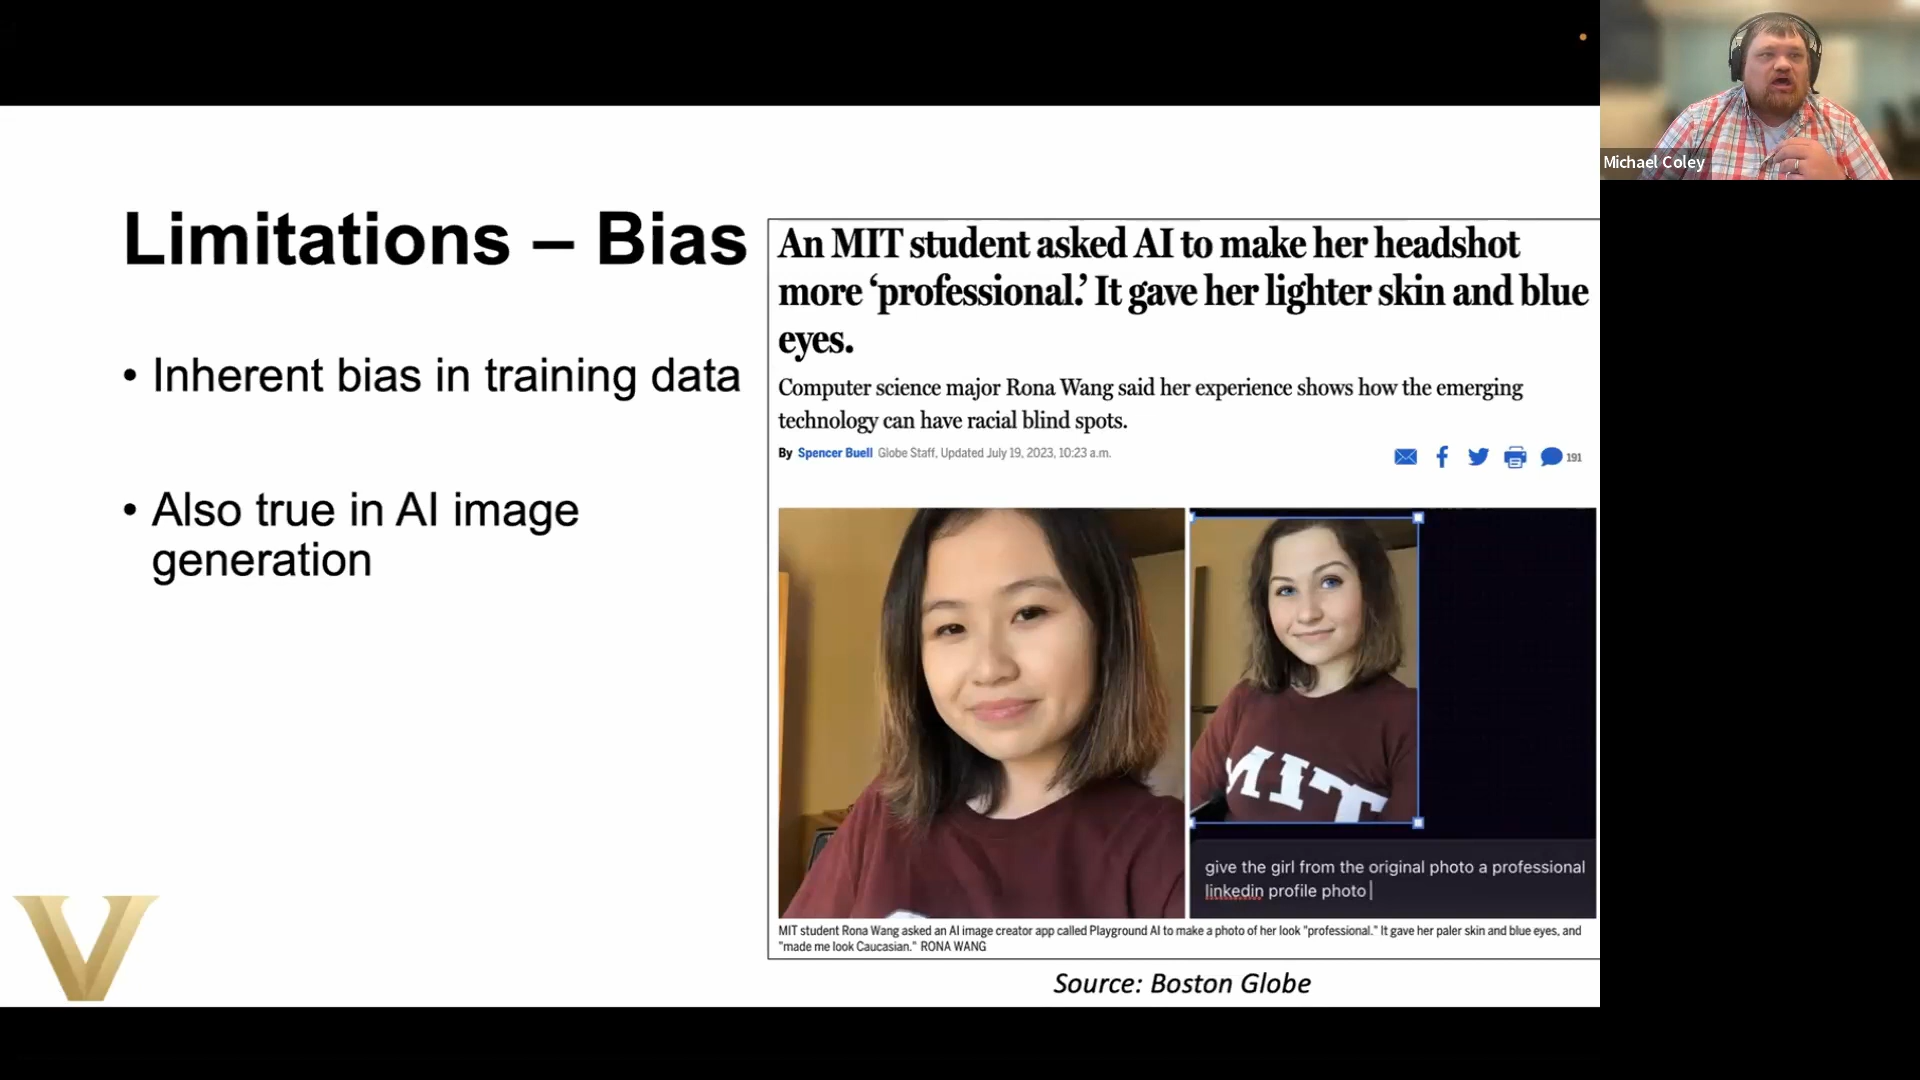 Michael Coley
Limitations – Bias
• Inherent bias in training data
• Also true in AI image
generation
An MIT student asked AI to make her headshot
more ‘professional.’ It gave her lighter skin and blue
eyes.
Computer science major Rona Wang said her experience shows how the emerging
technology can have racial blind spots.
By Spencer Buell Globe Staff, Updated July 19, 2023, 10:23 a.m.
191
MIT
give the girl from the original photo a professional
linkedin profile photo
MIT student Rona Wang asked an AI image creator app called Playground AI to make a photo of her look "professional." It gave her paler skin and blue eyes, and
"made me look Caucasian." RONA WANG
Source: Boston Globe
V